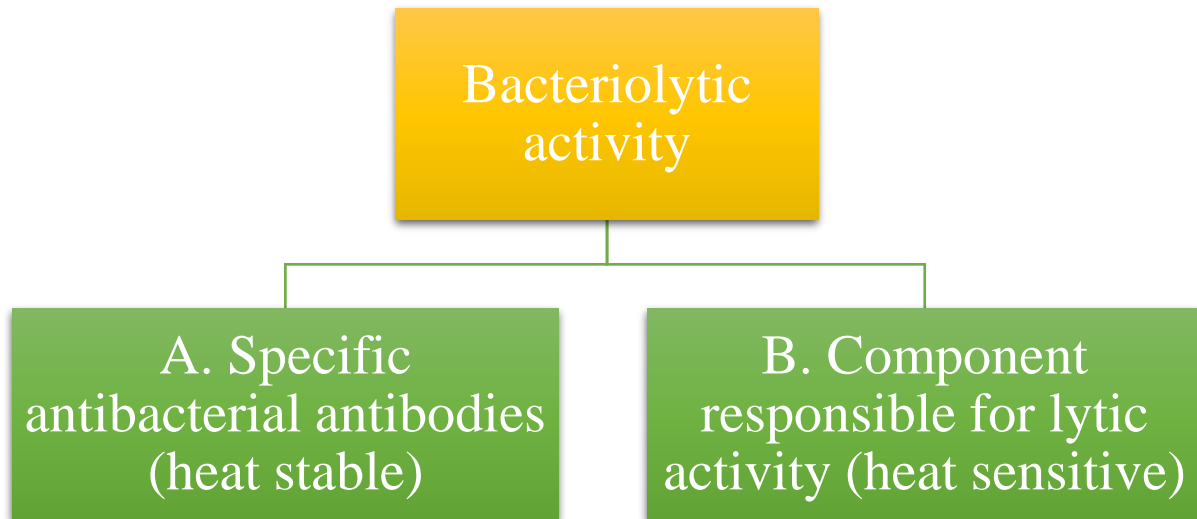 Bacteriolytic
activity
A. Specific
antibacterial antibodies
(heat stable)
B. Component
responsible for lytic
activity (heat sensitive)